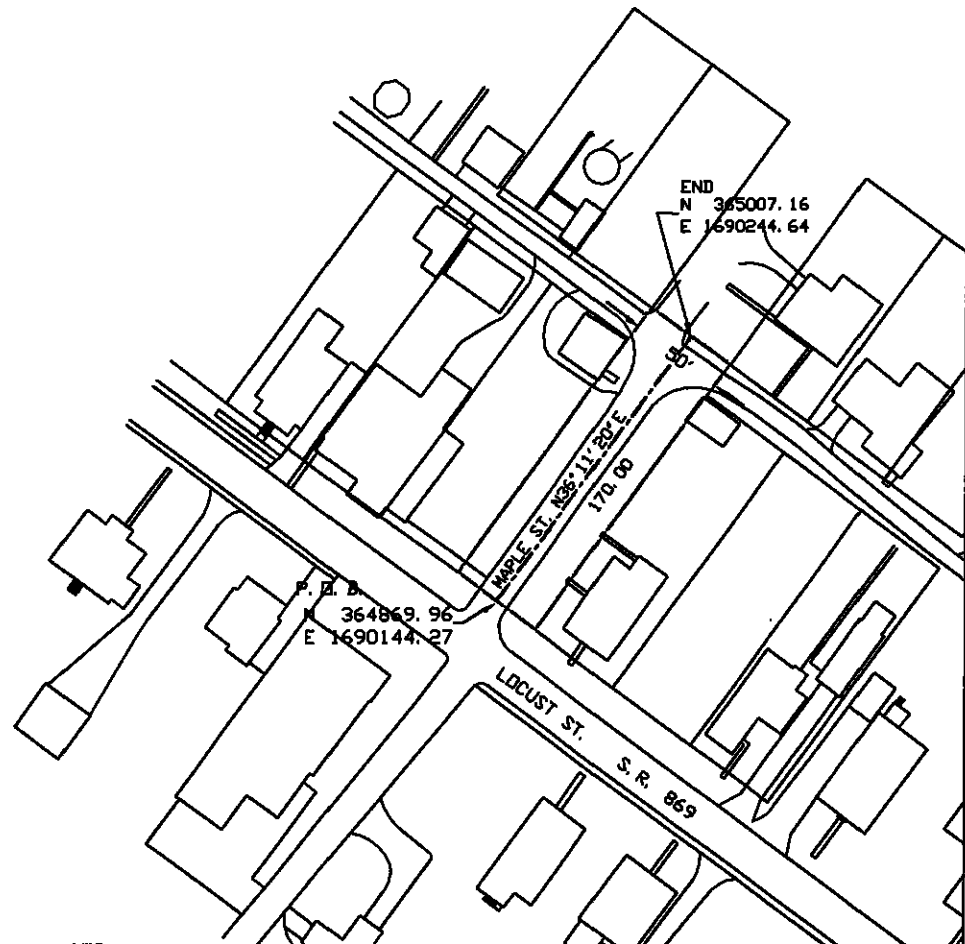 END
N 365007.16
E 1690244.64
50'
MAPLE ST. N36°11'20"E
170.00
P.O.B.
N 364869.96
E 1690144.27
LOCUST ST. S.R. 869